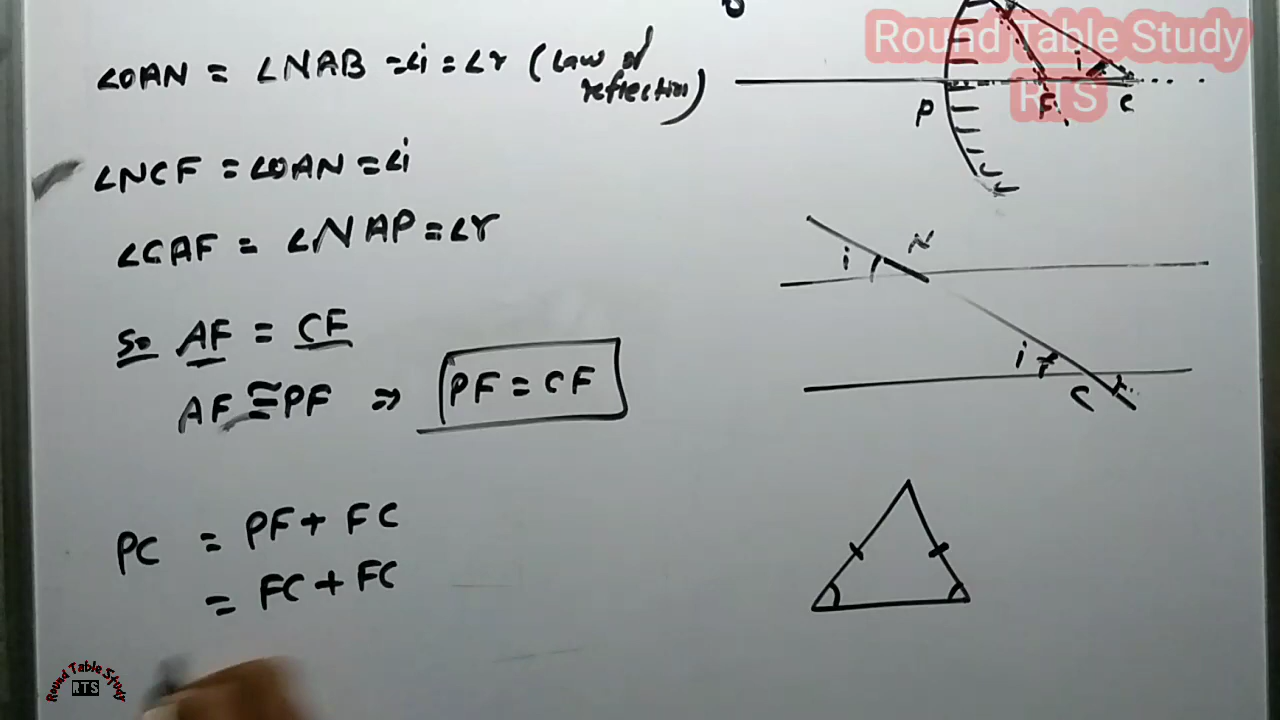 ∠OAN = ∠NAB = ∠i = ∠r (Law of
reflection)
∠NCF = ∠OAN = ∠i
∠CAF = ∠NAP = ∠r
So AF = CF
AF ≅ PF ⇒ PF = CF
PC = PF + FC
= FC + FC
Round Table Study
RTS
i
P F C
N
i
i
C r
Round Table Study
RTS